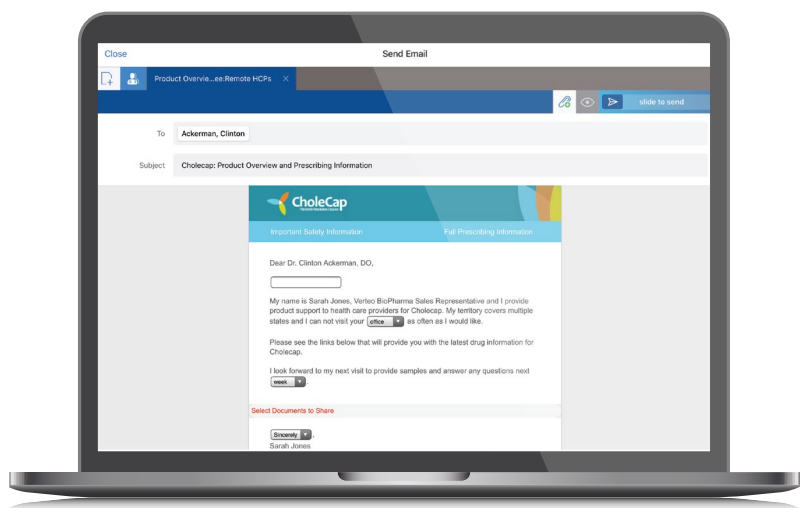 Close
Send Email
Product Overvie...ee:Remote HCPs
slide to send
To
Ackerman, Clinton
Subject
Cholecap: Product Overview and Prescribing Information
CholeCap
Important Safety Information
Full Prescribing Information
Dear Dr. Clinton Ackerman, DO,
My name is Sarah Jones, Verteo BioPharma Sales Representative and I provide
product support to health care providers for Cholecap. My territory covers multiple
states and I can not visit your office as often as I would like.
Please see the links below that will provide you with the latest drug information for
Cholecap.
I look forward to my next visit to provide samples and answer any questions next
week .
Select Documents to Share
Sincerely ,
Sarah Jones